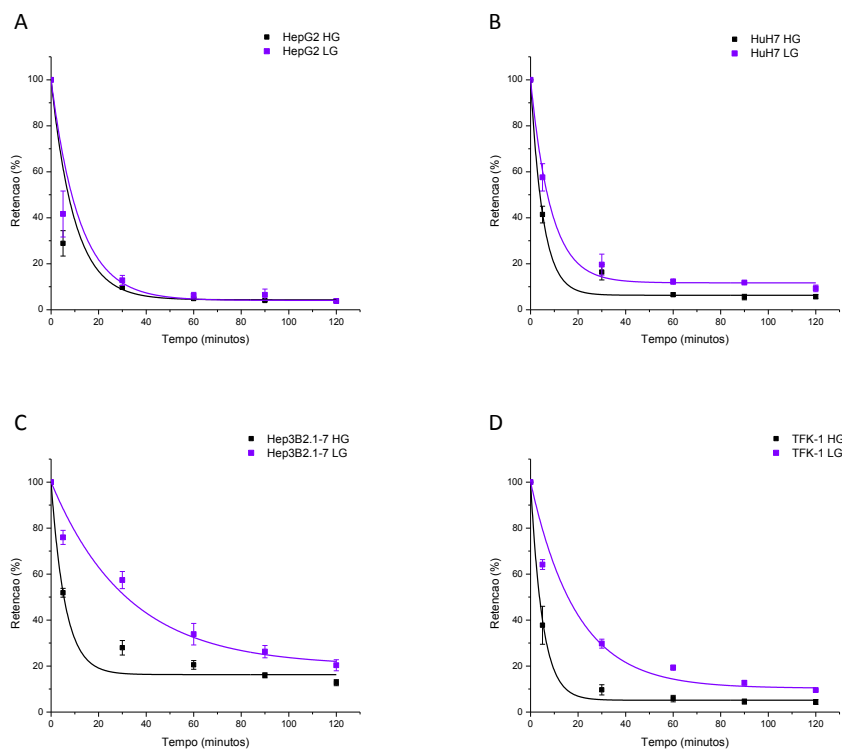 A
HepG2 HG
HepG2 LG
100
80
60
40
20
0
Retencao (%)
0 20 40 60 80 100 120
Tempo (minutos)
B
HuH7 HG
HuH7 LG
100
80
60
40
20
0
Retencao (%)
0 20 40 60 80 100 120
Tempo (minutos)
C
Hep3B2.1-7 HG
Hep3B2.1-7 LG
100
80
60
40
20
0
Retencao (%)
0 20 40 60 80 100 120
Tempo (minutos)
D
TFK-1 HG
TFK-1 LG
100
80
60
40
20
0
Retencao (%)
0 20 40 60 80 100 120
Tempo (minutos)